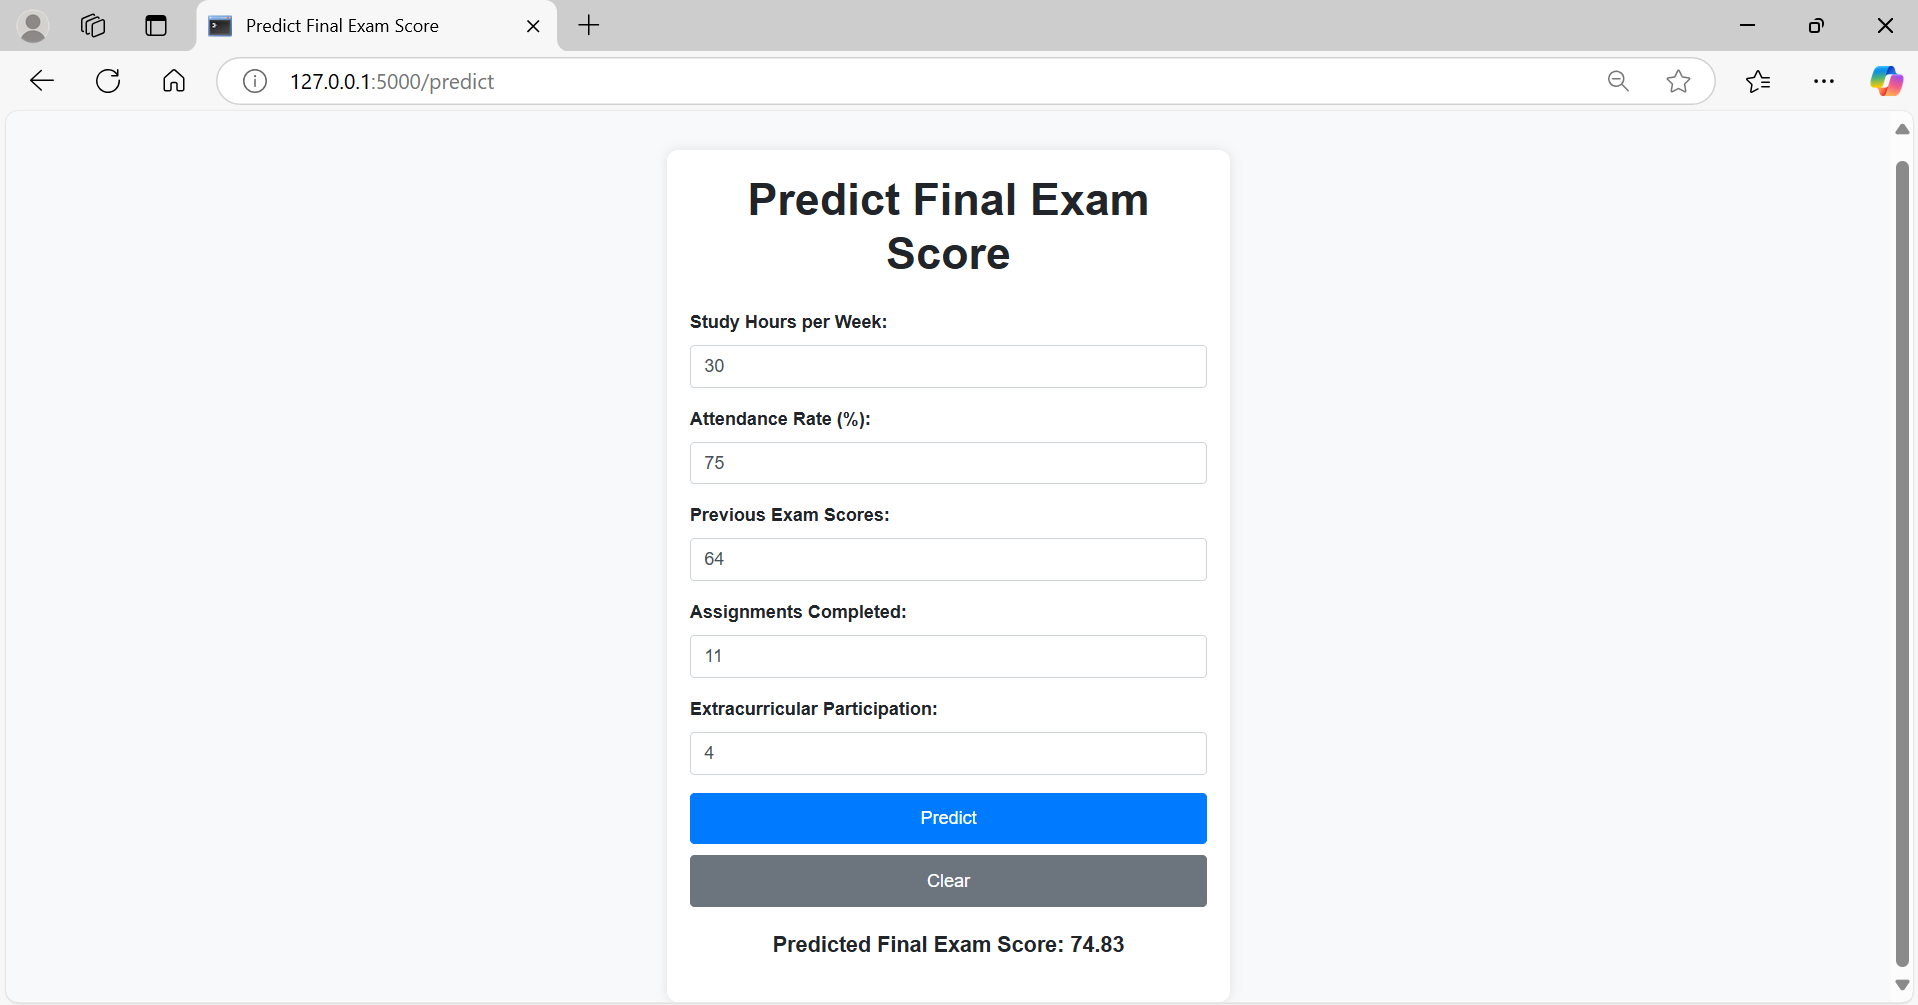 Predict Final Exam Score
127.0.0.1:5000/predict
Predict Final Exam
Score
Study Hours per Week:
30
Attendance Rate (%):
75
Previous Exam Scores:
64
Assignments Completed:
11
Extracurricular Participation:
4
Predict
Clear
Predicted Final Exam Score: 74.83